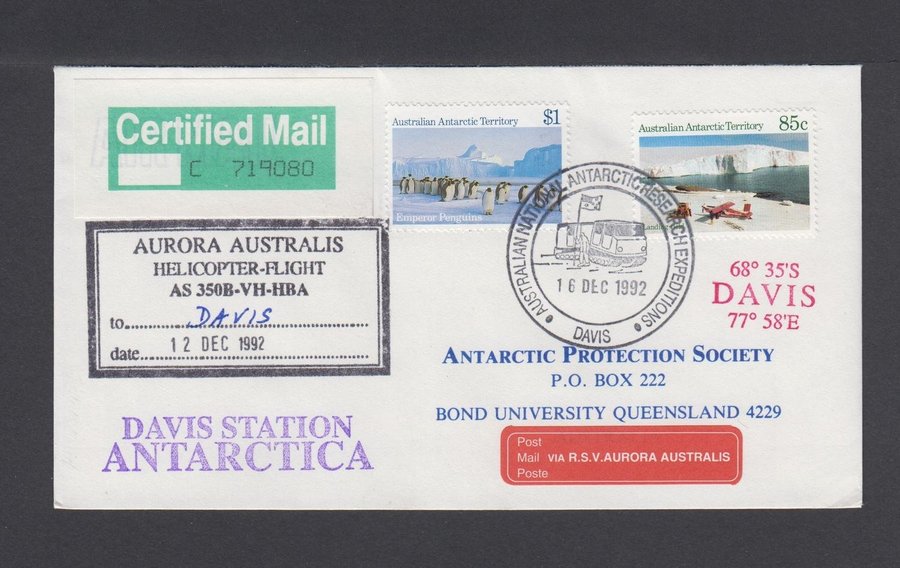 Certified Mail
C 719080
Australian Antarctic Territory $1
Emperor Penguins
Australian Antarctic Territory 85c
AUSTRALIAN NATIONAL ANTARCTIC RESEARCH EXPEDITIONS
16 DEC 1992
DAVIS
AURORA AUSTRALIS
HELICOPTER-FLIGHT
AS 350B-VH-HBA
to DAVIS
date 12 DEC 1992
68° 35'S
DAVIS
77° 58'E
ANTARCTIC PROTECTION SOCIETY
P.O. BOX 222
BOND UNIVERSITY QUEENSLAND 4229
DAVIS STATION
ANTARCTICA
Post
Mail VIA R.S.V.AURORA AUSTRALIS
Poste